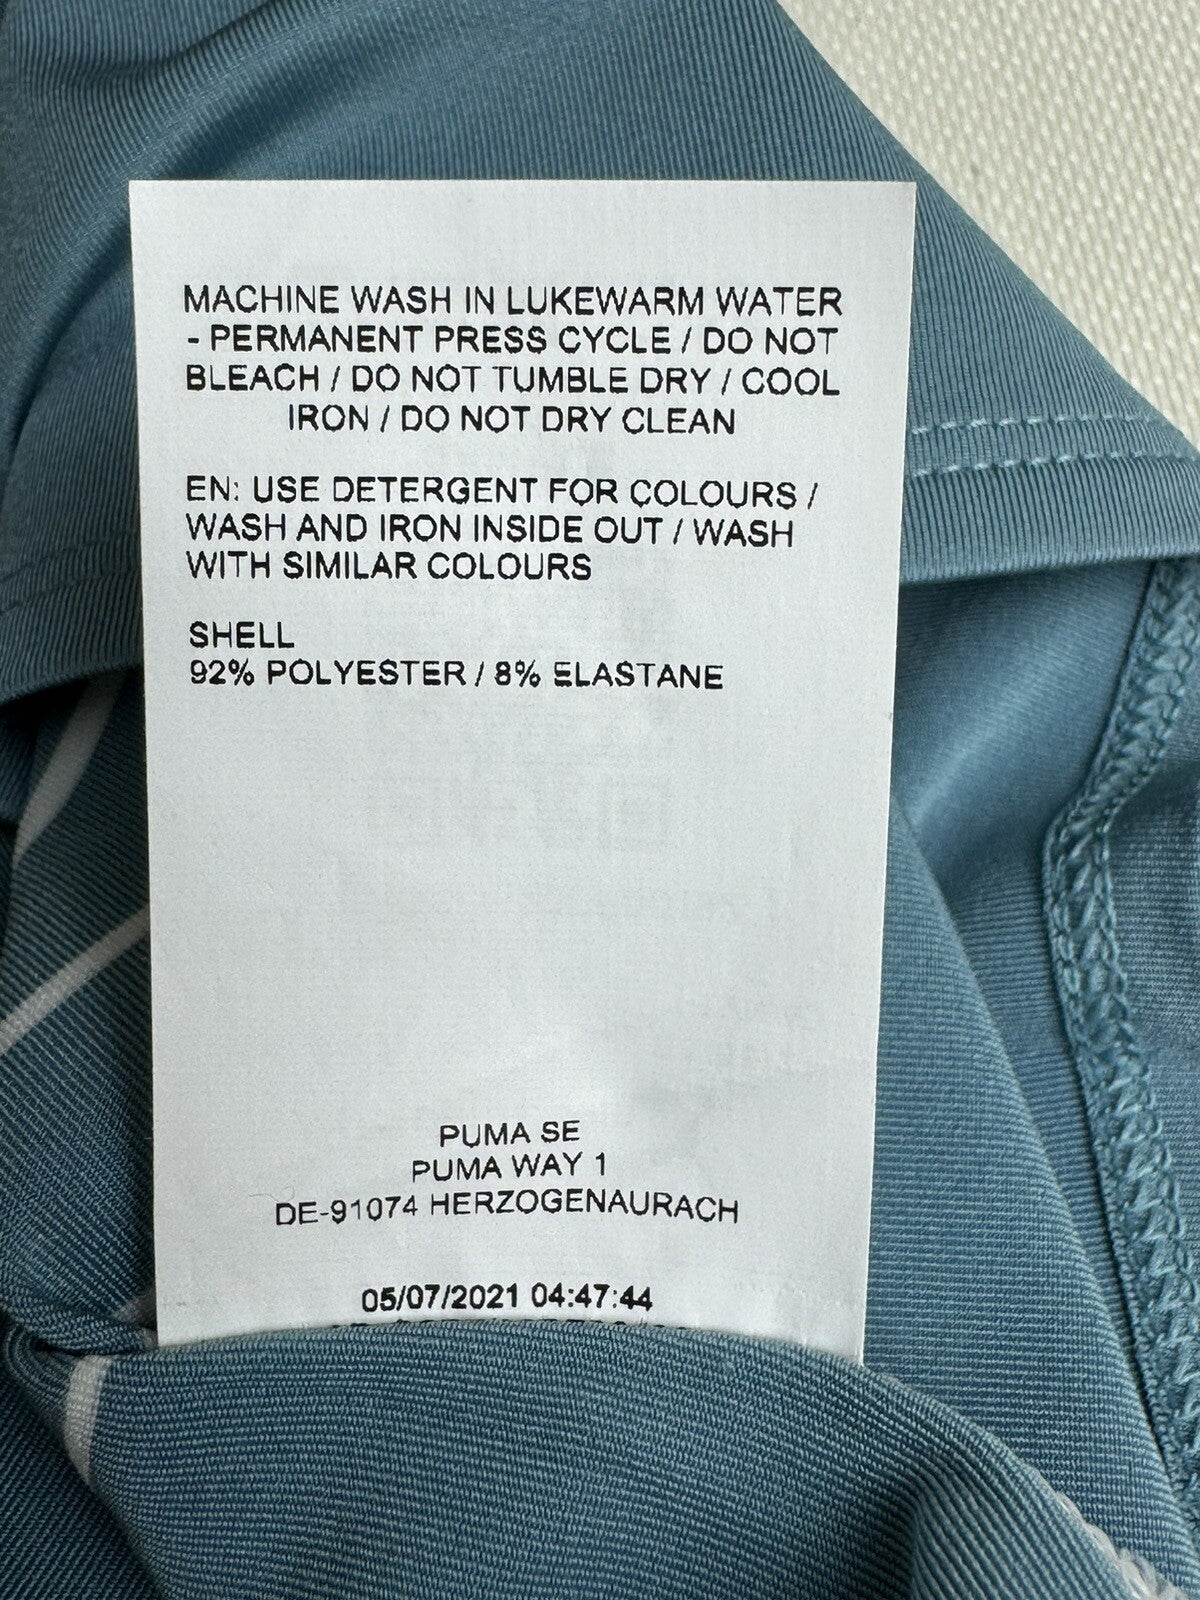 MACHINE WASH IN LUKEWARM WATER
- PERMANENT PRESS CYCLE / DO NOT
BLEACH / DO NOT TUMBLE DRY / COOL
IRON / DO NOT DRY CLEAN
EN: USE DETERGENT FOR COLOURS /
WASH AND IRON INSIDE OUT / WASH
WITH SIMILAR COLOURS
SHELL
92% POLYESTER / 8% ELASTANE
PUMA SE
PUMA WAY 1
DE-91074 HERZOGENAURACH
05/07/2021 04:47:44